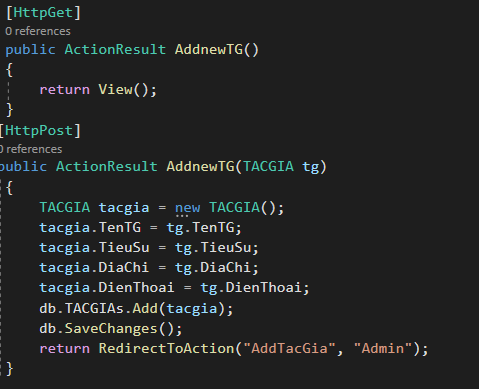 [HttpGet]
0 references
public ActionResult AddnewTG()
{
return View();
}
[HttpPost]
0 references
public ActionResult AddnewTG(TACGIA tg)
{
TACGIA tacgia = new TACGIA();
tacgia.TenTG = tg.TenTG;
tacgia.TieuSu = tg.TieuSu;
tacgia.DiaChi = tg.DiaChi;
tacgia.DienThoai = tg.DienThoai;
db.TACGIAs.Add(tacgia);
db.SaveChanges();
return RedirectToAction("AddTacGia", "Admin");
}